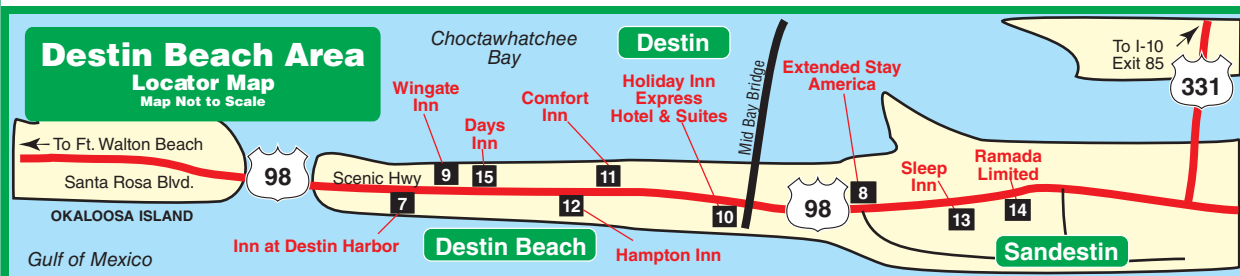 Destin Beach Area
Locator Map
Map Not to Scale
Choctawhatchee
Bay
Destin
To I-10
Exit 85
331
Wingate
Inn
Days
Inn
Comfort
Inn
Holiday Inn
Express
Hotel & Suites
Mid Bay Bridge
Extended Stay
America
Sleep
Inn
Ramada
Limited
To Ft. Walton Beach
Santa Rosa Blvd.
OKALOOSA ISLAND
98
Scenic Hwy
9
15
11
7
12
10
98
8
13
14
Inn at Destin Harbor
Destin Beach
Hampton Inn
Sandestin
Gulf of Mexico